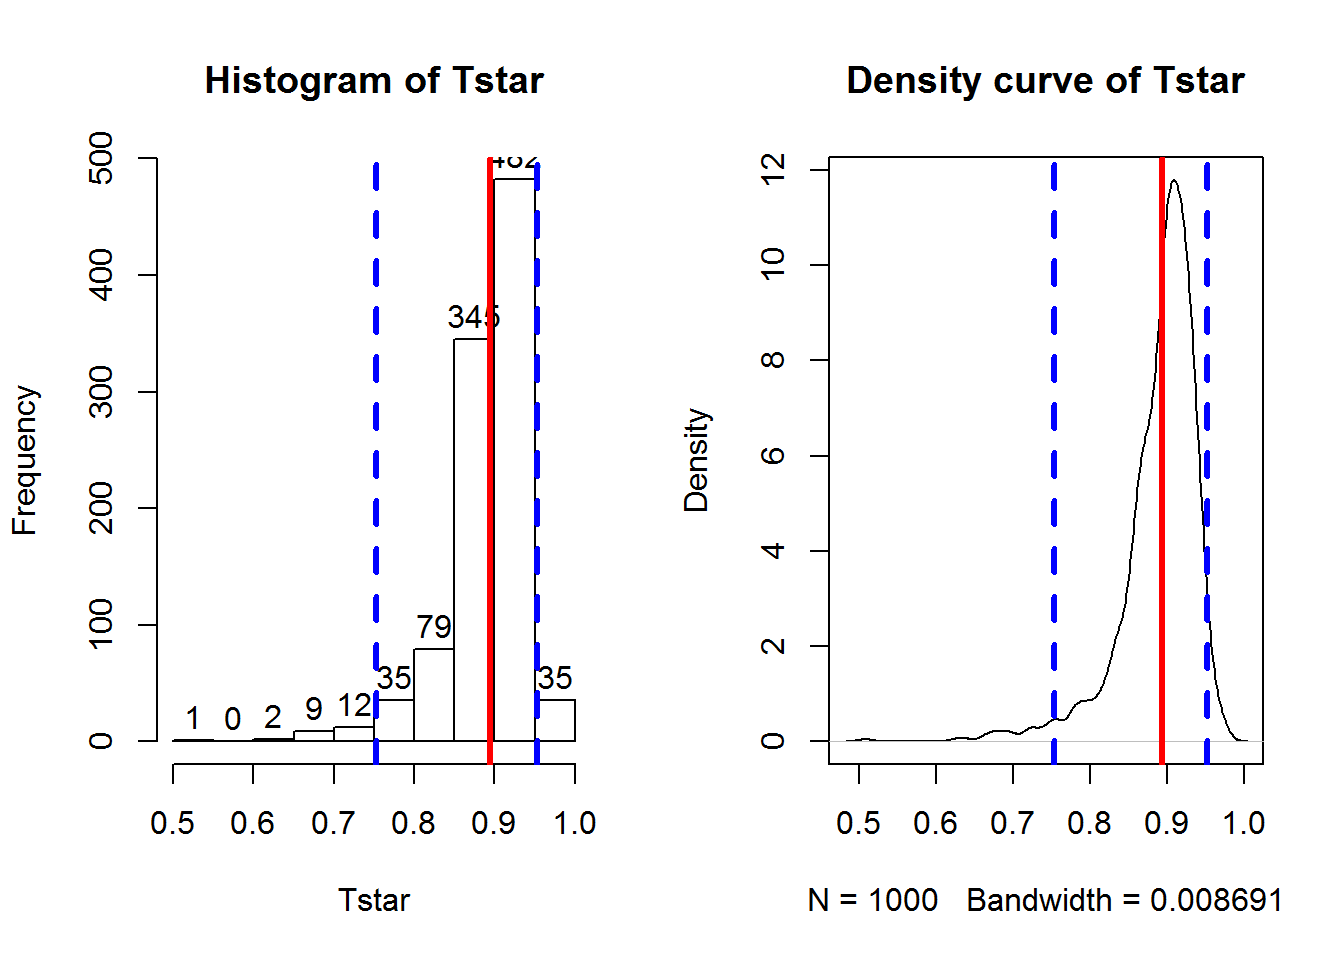 Histogram of Tstar
Frequency
500
400
300
200
100
0
1
0
2
9
12
35
79
345
482
35
0.5 0.6 0.7 0.8 0.9 1.0
Tstar
Density curve of Tstar
Density
12
10
8
6
4
2
0
0.5 0.6 0.7 0.8 0.9 1.0
N = 1000 Bandwidth = 0.008691